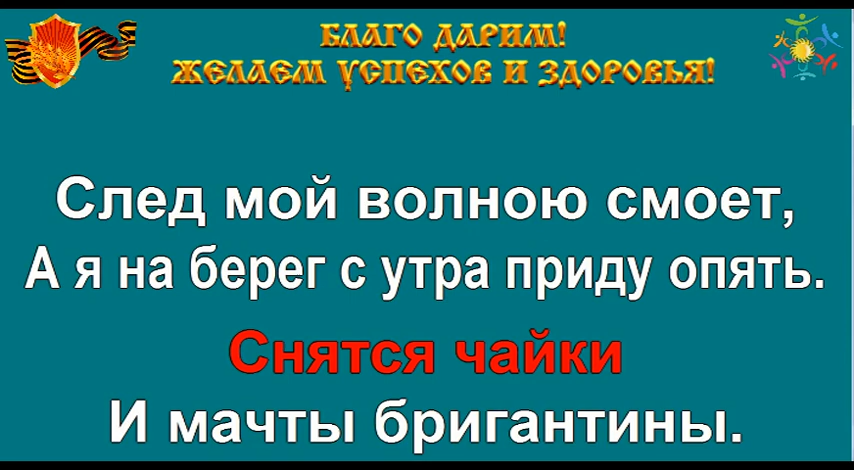 БЛАГО ДАРИМ!
ЖЕЛАЕМ УСПЕХОВ И ЗДОРОВЬЯ!
След мой волною смоет,
А я на берег с утра приду опять.
Снятся чайки
И мачты бригантины.